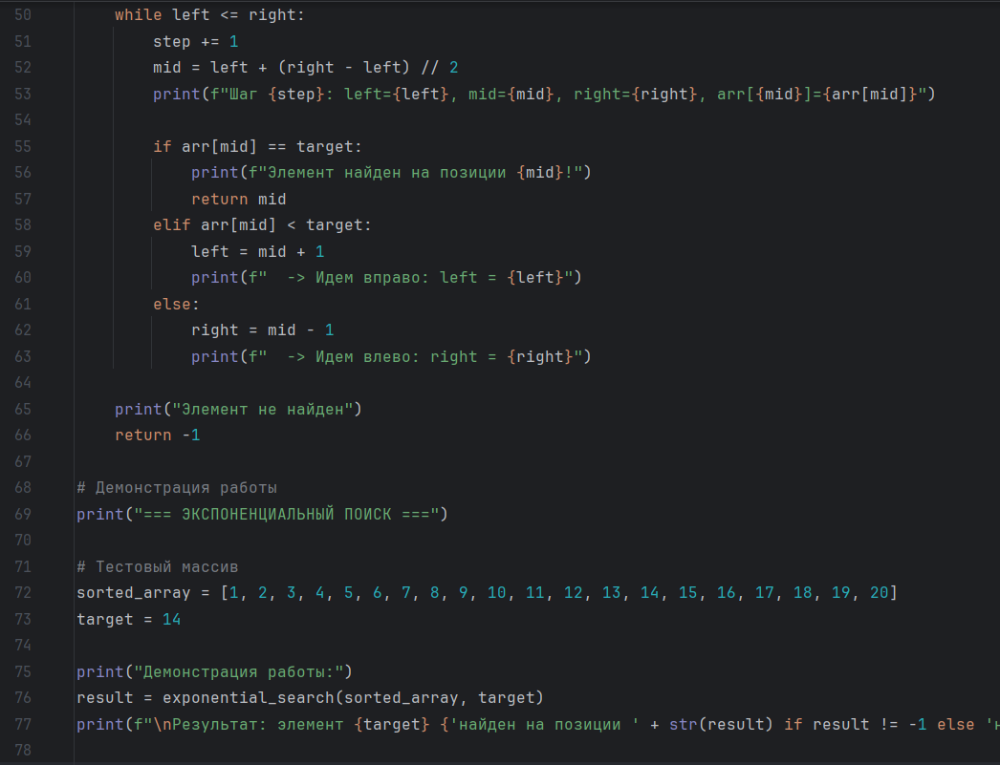 50 while left <= right:
51 step += 1
52 mid = left + (right - left) // 2
53 print(f"Шаг {step}: left={left}, mid={mid}, right={right}, arr[{mid}]={arr[mid]}")
54
55 if arr[mid] == target:
56 print(f"Элемент найден на позиции {mid}!")
57 return mid
58 elif arr[mid] < target:
59 left = mid + 1
60 print(f"  -> Идем вправо: left = {left}")
61 else:
62 right = mid - 1
63 print(f"  -> Идем влево: right = {right}")
64
65 print("Элемент не найден")
66 return -1
67
68 # Демонстрация работы
69 print("=== ЭКСПОНЕНЦИАЛЬНЫЙ ПОИСК ===")
70
71 # Тестовый массив
72 sorted_array = [1, 2, 3, 4, 5, 6, 7, 8, 9, 10, 11, 12, 13, 14, 15, 16, 17, 18, 19, 20]
73 target = 14
74
75 print("Демонстрация работы:")
76 result = exponential_search(sorted_array, target)
77 print(f"\nРезультат: элемент {target} {'найден на позиции ' + str(result) if result != -1 else '
78